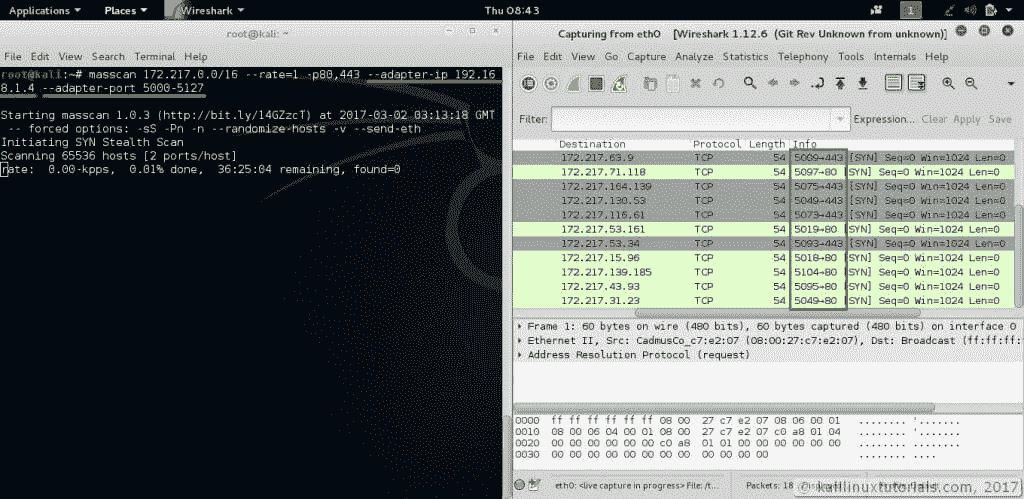 Applications Places Wireshark Thu 08:43 1
root@kali: ~
File Edit View Search Terminal Help
root@kali:~# masscan 172.217.0.0/16 --rate=1 -p80,443 --adapter-ip 192.16
8.1.4 --adapter-port 5000-5127
Starting masscan 1.0.3 (http://bit.ly/14GZzcT) at 2017-03-02 03:13:18 GMT
-- forced options: -sS -Pn -n --randomize-hosts -v --send-eth
Initiating SYN Stealth Scan
Scanning 65536 hosts [2 ports/host]
rate: 0.00-kpps, 0.01% done, 36:25:04 remaining, found=0
Capturing from eth0 [Wireshark 1.12.6 (Git Rev Unknown from unknown)]
File Edit View Go Capture Analyze Statistics Telephony Tools Internals Help
Filter: Expression... Clear Apply Save
Destination Protocol Length Info
172.217.63.9 TCP 54 5009→443 [SYN] Seq=0 Win=1024 Len=0
172.217.71.118 TCP 54 5097→80 [SYN] Seq=0 Win=1024 Len=0
172.217.164.139 TCP 54 5075→443 [SYN] Seq=0 Win=1024 Len=0
172.217.130.53 TCP 54 5049→443 [SYN] Seq=0 Win=1024 Len=0
172.217.116.61 TCP 54 5073→443 [SYN] Seq=0 Win=1024 Len=0
172.217.53.161 TCP 54 5019→80 [SYN] Seq=0 Win=1024 Len=0
172.217.53.34 TCP 54 5093→443 [SYN] Seq=0 Win=1024 Len=0
172.217.15.96 TCP 54 5018→80 [SYN] Seq=0 Win=1024 Len=0
172.217.139.185 TCP 54 5104→80 [SYN] Seq=0 Win=1024 Len=0
172.217.43.93 TCP 54 5095→80 [SYN] Seq=0 Win=1024 Len=0
172.217.31.23 TCP 54 5049→80 [SYN] Seq=0 Win=1024 Len=0
Frame 1: 60 bytes on wire (480 bits), 60 bytes captured (480 bits) on interface 0
Ethernet II, Src: CadmusCo_c7:e2:07 (08:00:27:c7:e2:07), Dst: Broadcast (ff:ff:ff:
Address Resolution Protocol (request)
0000 ff ff ff ff ff ff 08 00 27 c7 e2 07 08 06 00 01 ........ '.......
0010 08 00 06 04 00 01 08 00 27 c7 e2 07 c0 a8 01 04 ........ '.......
0020 00 00 00 00 00 00 c0 a8 01 01 00 00 00 00 00 00 ........ ........
0030 00 00 00 00 00 00 00 00 00 00 00 00 ........ ....
eth0: <live capture in progress> File: /t... Packets: 18
© kalilinuxtutorials.com, 2017